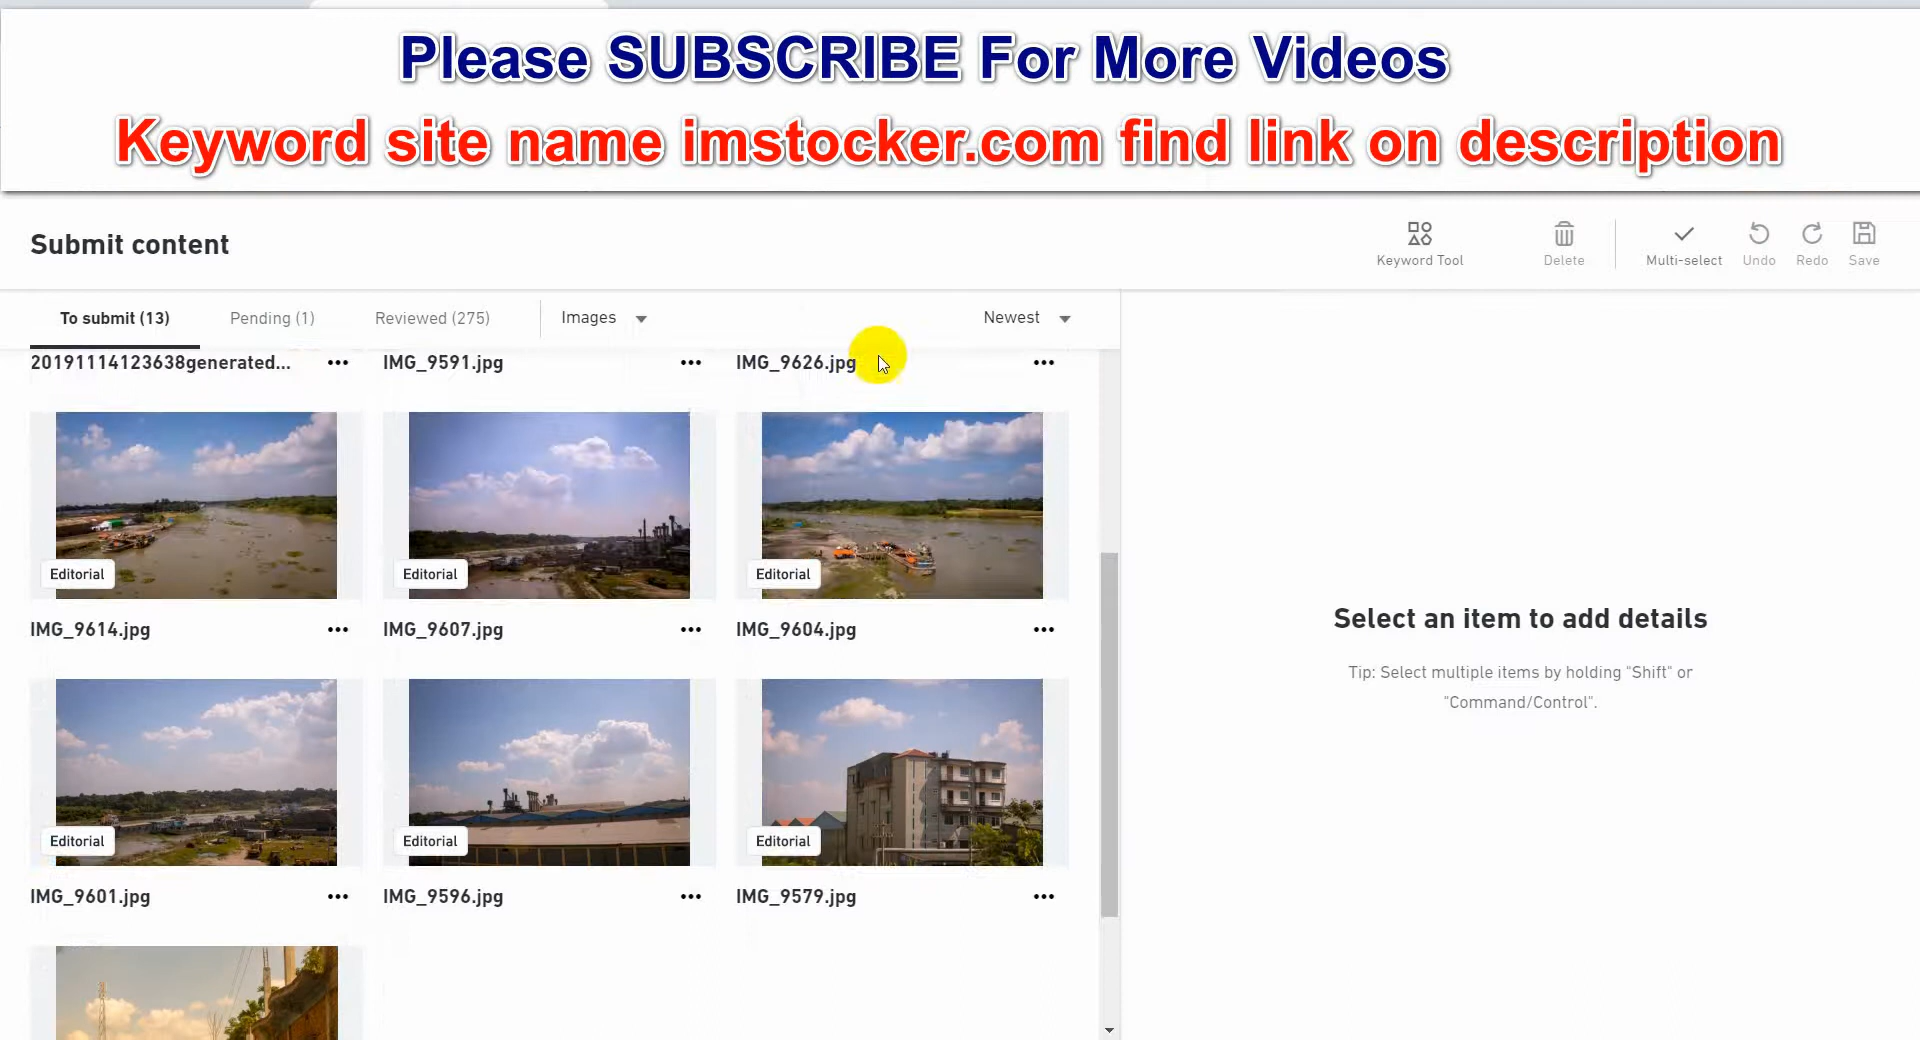 Please SUBSCRIBE For More Videos
Keyword site name imstocker.com find link on description
Submit content
Keyword Tool
Delete
Multi-select
Undo
Redo
Save
To submit (13)
Pending (1)
Reviewed (275)
Images
Newest
20191114123638generated...
IMG_9591.jpg
IMG_9626.jpg
Editorial
Editorial
Editorial
IMG_9614.jpg
IMG_9607.jpg
IMG_9604.jpg
Select an item to add details
Tip: Select multiple items by holding "Shift" or
"Command/Control".
Editorial
Editorial
Editorial
IMG_9601.jpg
IMG_9596.jpg
IMG_9579.jpg